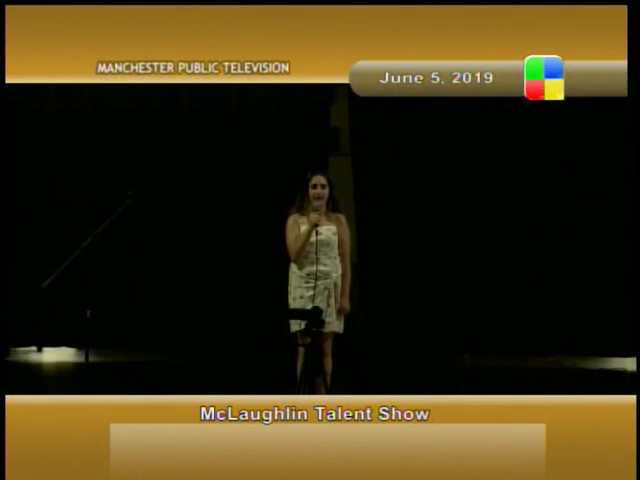 MANCHESTER PUBLIC TELEVISION
June 5, 2019
McLaughlin Talent Show